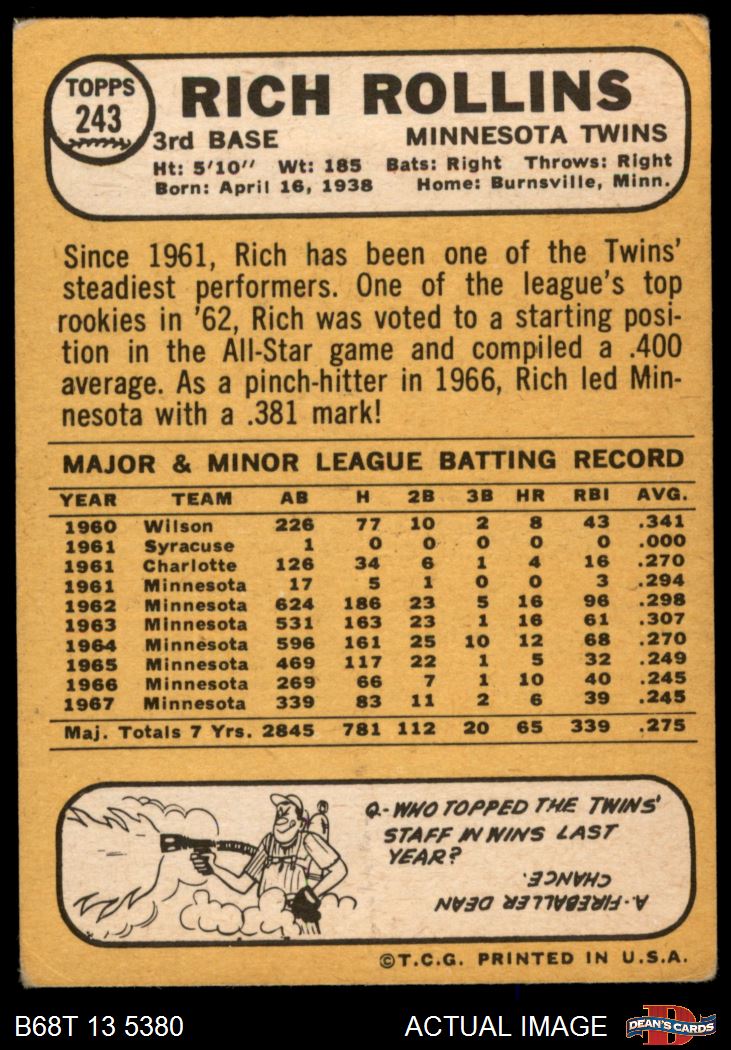 TOPPS
243
RICH ROLLINS
3rd BASE MINNESOTA TWINS
Ht: 5'10" Wt: 185 Bats: Right Throws: Right
Born: April 16, 1938 Home: Burnsville, Minn.
Since 1961, Rich has been one of the Twins'
steadiest performers. One of the league's top
rookies in '62, Rich was voted to a starting posi-
tion in the All-Star game and compiled a .400
average. As a pinch-hitter in 1966, Rich led Min-
nesota with a .381 mark!
MAJOR & MINOR LEAGUE BATTING RECORD
YEAR TEAM AB H 2B 3B HR RBI AVG.
1960 Wilson 226 77 10 2 8 43 .341
1961 Syracuse 1 0 0 0 0 0 .000
1961 Charlotte 126 34 6 1 4 16 .270
1961 Minnesota 17 5 1 0 0 3 .294
1962 Minnesota 624 186 23 5 16 96 .298
1963 Minnesota 531 163 23 1 16 61 .307
1964 Minnesota 596 161 25 10 12 68 .270
1965 Minnesota 469 117 22 1 5 32 .249
1966 Minnesota 269 66 7 1 10 40 .245
1967 Minnesota 339 83 11 2 6 39 .245
Maj. Totals 7 Yrs. 2845 781 112 20 65 339 .275
Q-WHO TOPPED THE TWINS'
STAFF IN WINS LAST
YEAR?
A-FIREBALLER DEAN
CHANCE.
©T.C.G. PRINTED IN U.S.A.
B68T 13 5380 ACTUAL IMAGE
D
DEAN'S CARDS